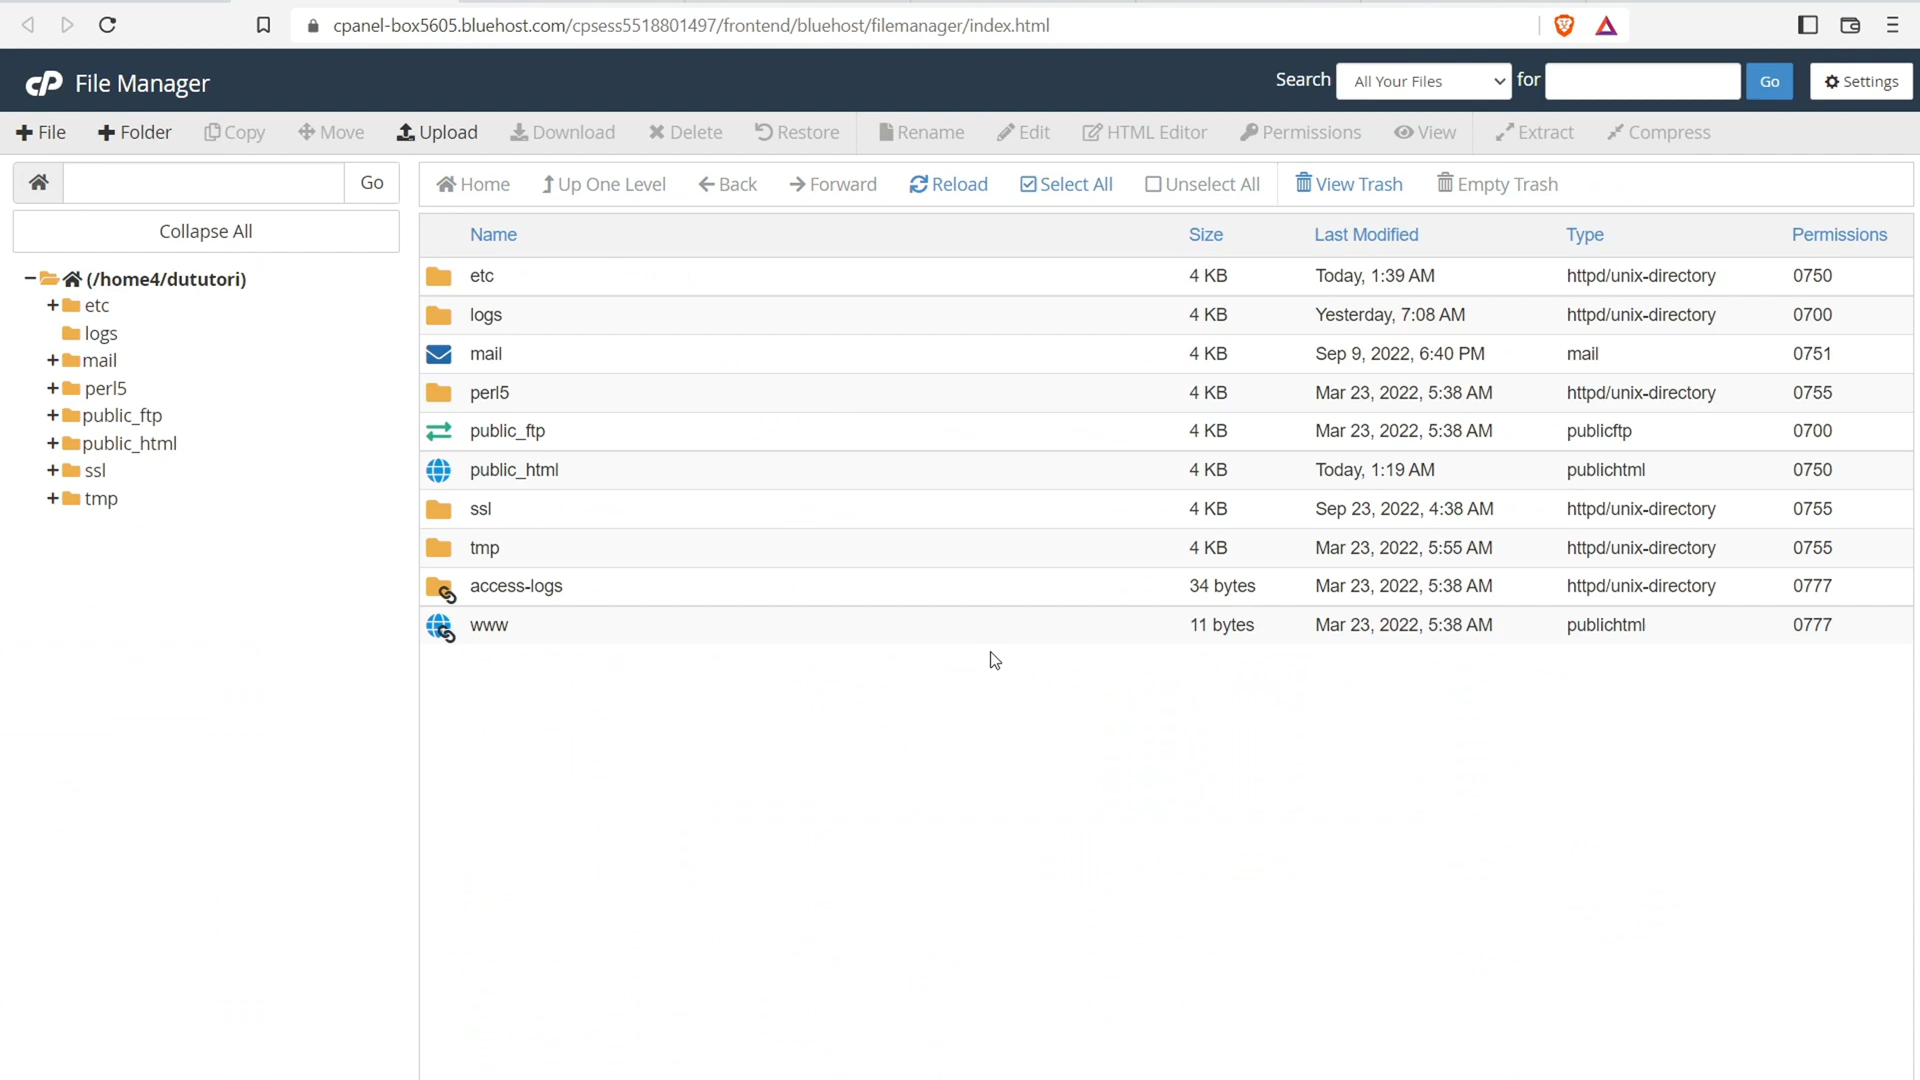 cpanel-box5605.bluehost.com/cpsess5518801497/frontend/bluehost/filemanager/index.html
cP File Manager Search All Your Files for Go Settings
File Folder Copy Move Upload Download Delete Restore Rename Edit HTML Editor Permissions View Extract Compress
Go Home Up One Level Back Forward Reload Select All Unselect All View Trash Empty Trash
Collapse All
(/home4/dututori)
etc
logs
mail
perl5
public_ftp
public_html
ssl
tmp
Name Size Last Modified Type Permissions
etc 4 KB Today, 1:39 AM httpd/unix-directory 0750
logs 4 KB Yesterday, 7:08 AM httpd/unix-directory 0700
mail 4 KB Sep 9, 2022, 6:40 PM mail 0751
perl5 4 KB Mar 23, 2022, 5:38 AM httpd/unix-directory 0755
public_ftp 4 KB Mar 23, 2022, 5:38 AM publicftp 0700
public_html 4 KB Today, 1:19 AM publichtml 0750
ssl 4 KB Sep 23, 2022, 4:38 AM httpd/unix-directory 0755
tmp 4 KB Mar 23, 2022, 5:55 AM httpd/unix-directory 0755
access-logs 34 bytes Mar 23, 2022, 5:38 AM httpd/unix-directory 0777
www 11 bytes Mar 23, 2022, 5:38 AM publichtml 0777